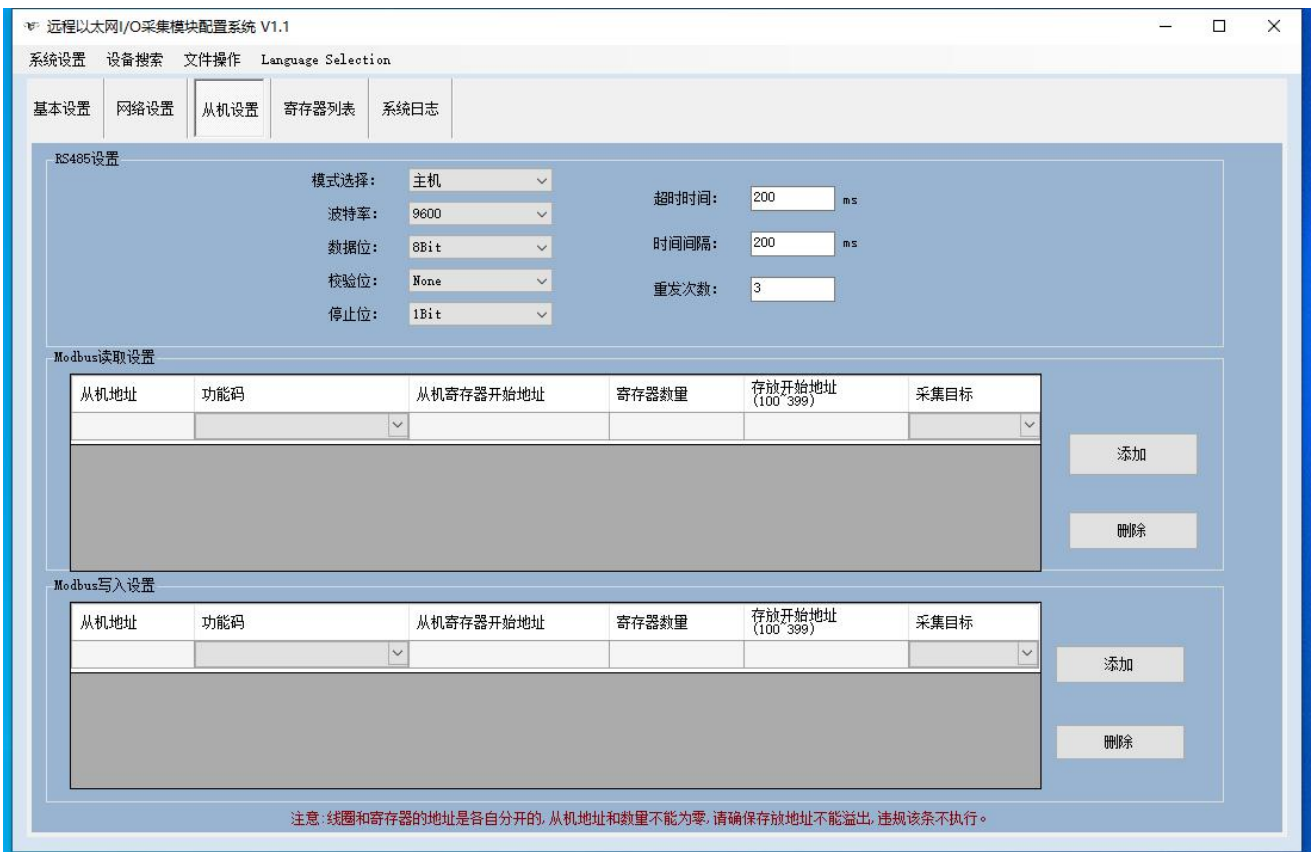 远程以太网I/O采集模块配置系统 V1.1
系统设置 设备搜索 文件操作 Language Selection
基本设置 网络设置 从机设置 寄存器列表 系统日志
RS485设置
模式选择: 主机
波特率: 9600
数据位: 8Bit
校验位: None
停止位: 1Bit
超时时间: 200 ms
时间间隔: 200 ms
重发次数: 3
Modbus读取设置
从机地址 功能码 从机寄存器开始地址 寄存器数量 存放开始地址 采集目标
(100~399)
添加
删除
Modbus写入设置
从机地址 功能码 从机寄存器开始地址 寄存器数量 存放开始地址 采集目标
(100~399)
添加
删除
注意:线圈和寄存器的地址是各自分开的,从机地址和数量不能为零,请确保存放地址不能溢出,违规该条不执行。